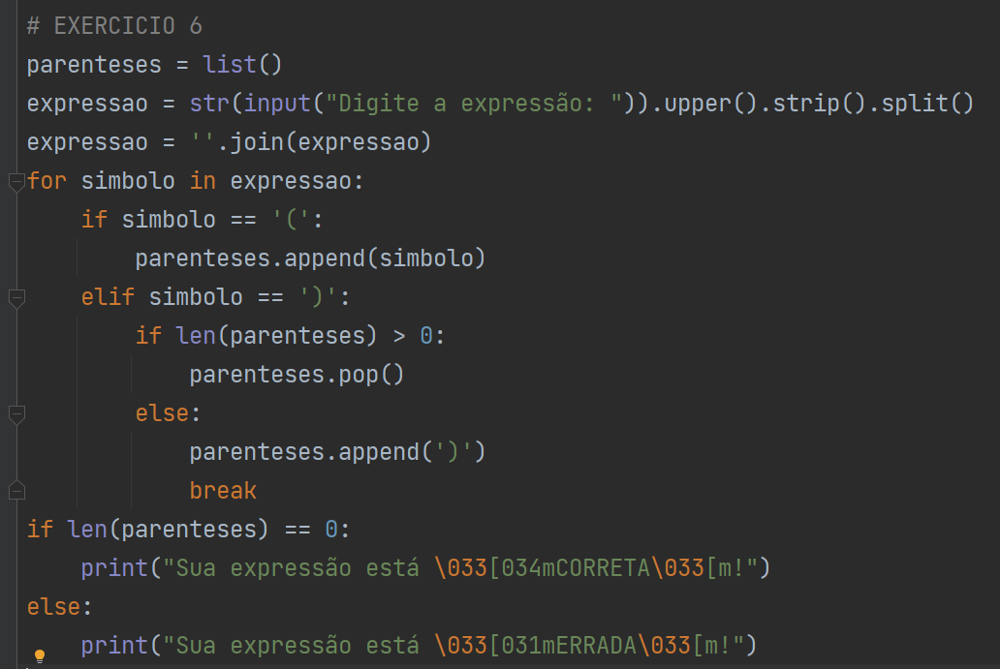 # EXERCICIO 6
parenteses = list()
expressao = str(input("Digite a expressão: ")).upper().strip().split()
expressao = ''.join(expressao)
for simbolo in expressao:
    if simbolo == '(':
        parenteses.append(simbolo)
    elif simbolo == ')':
        if len(parenteses) > 0:
            parenteses.pop()
        else:
            parenteses.append(')')
            break
if len(parenteses) == 0:
    print("Sua expressão está \033[034mCORRETA\033[m!")
else:
    print("Sua expressão está \033[031mERRADA\033[m!")